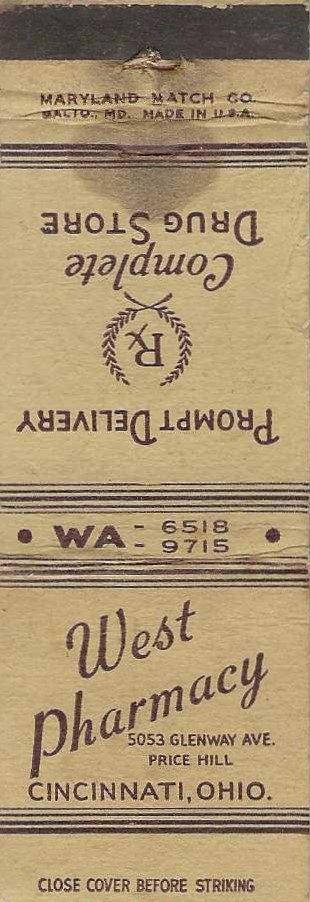 MARYLAND MATCH CO.
BALTO., MD. MADE IN U.S.A.
PROMPT DELIVERY
Rx
Complete
DRUG STORE
• WA - 6518 •
- 9715
West
Pharmacy
5053 GLENWAY AVE.
PRICE HILL
CINCINNATI, OHIO.
CLOSE COVER BEFORE STRIKING